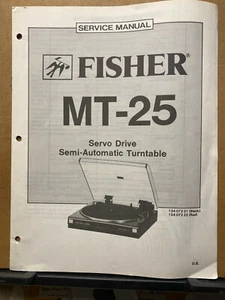 SERVICE MANUAL
FISHER®
MT-25
Servo Drive
Semi-Automatic Turntable
U.S.